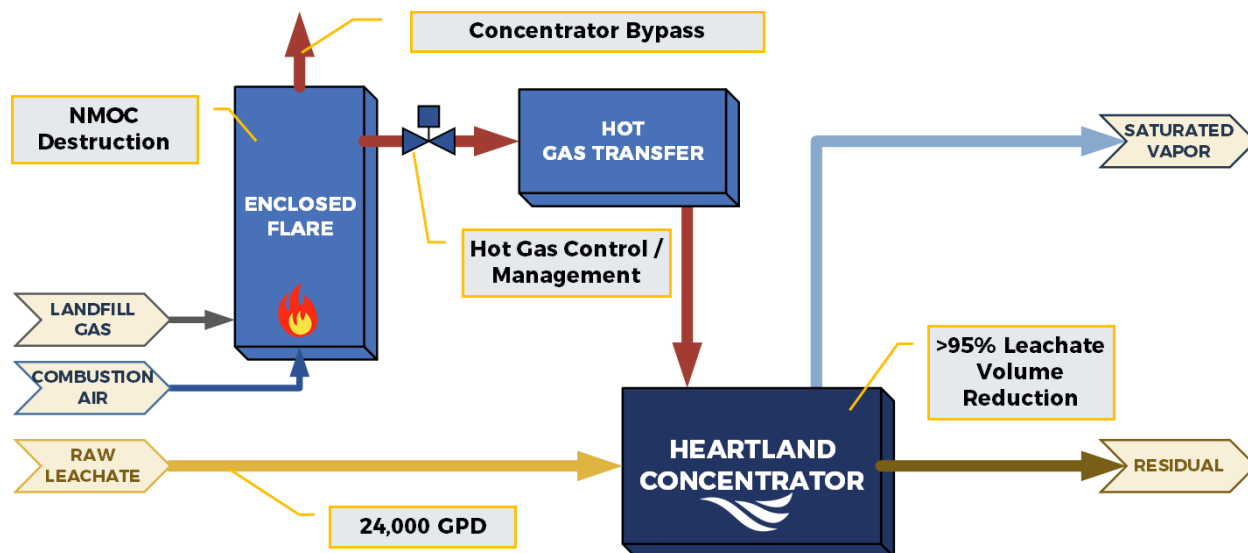 Concentrator Bypass
NMOC
Destruction
HOT
GAS TRANSFER
SATURATED
VAPOR
ENCLOSED
FLARE
Hot Gas Control /
Management
LANDFILL
GAS
>95% Leachate
Volume
Reduction
COMBUSTION
AIR
RAW
LEACHATE
HEARTLAND
CONCENTRATOR
RESIDUAL
24,000 GPD